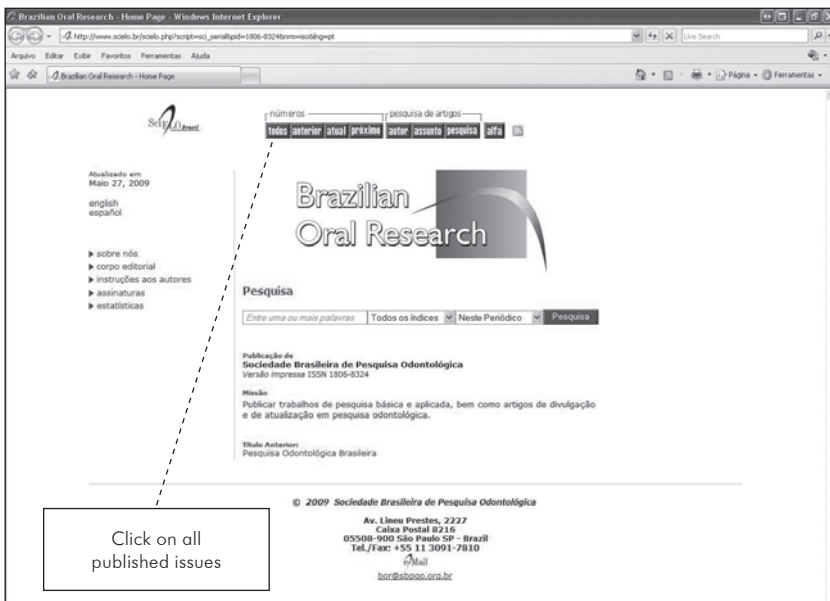 Brazilian Oral Research - Home Page - Windows Internet Explorer
http://www.scielo.br/scielo.php?script=sci_serial&pid=1806-8324&nrm=iso&lng=pt
Live Search
Arquivo Editar Exibir Favoritos Ferramentas Ajuda
Brazilian Oral Research - Home Page
Página
Ferramentas
SciELO Brasil
números
pesquisa de artigos
todos anterior atual próximo autor assunto pesquisa alfa
Atualizado em
Maio 27, 2009
english
español
sobre nós
corpo editorial
instruções aos autores
assinaturas
estatísticas
Brazilian
Oral Research
Pesquisa
Entre uma ou mais palavras Todos os índices Neste Periódico Pesquisa
Publicação de
Sociedade Brasileira de Pesquisa Odontológica
Versão impressa ISSN 1806-8324
Missão
Publicar trabalhos de pesquisa básica e aplicada, bem como artigos de divulgação
e de atualização em pesquisa odontológica.
Título Anterior:
Pesquisa Odontológica Brasileira
© 2009 Sociedade Brasileira de Pesquisa Odontológica
Av. Lineu Prestes, 2227
Caixa Postal 8216
05508-900 São Paulo SP - Brazil
Tel./Fax: +55 11 3091-7810
eMail
Click on all
published issues